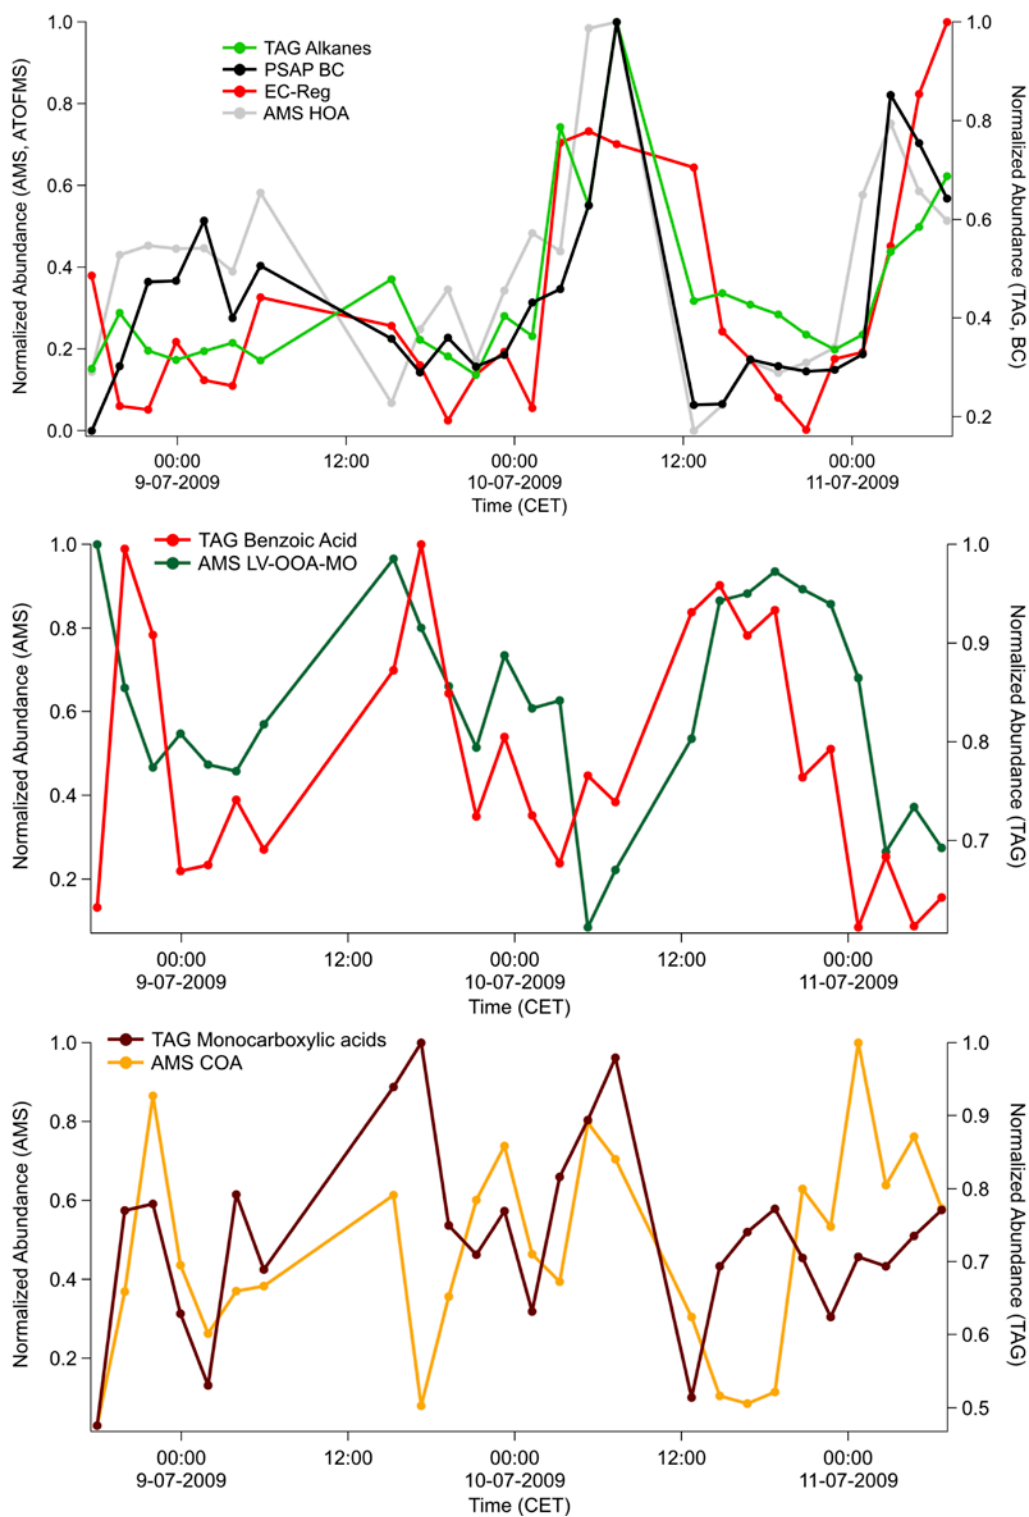 Normalized Abundance (AMS, ATOFMS)
1.0
0.8
0.6
0.4
0.2
0.0
TAG Alkanes
PSAP BC
EC-Reg
AMS HOA
1.0
0.8
0.6
0.4
0.2
Normalized Abundance (TAG, BC)
00:00 12:00 00:00 12:00 00:00
9-07-2009 10-07-2009 11-07-2009
Time (CET)
Normalized Abundance (AMS)
1.0
0.8
0.6
0.4
0.2
TAG Benzoic Acid
AMS LV-OOA-MO
1.0
0.9
0.8
0.7
Normalized Abundance (TAG)
00:00 12:00 00:00 12:00 00:00
9-07-2009 10-07-2009 11-07-2009
Time (CET)
Normalized Abundance (AMS)
1.0
0.8
0.6
0.4
0.2
TAG Monocarboxylic acids
AMS COA
1.0
0.9
0.8
0.7
0.6
0.5
Normalized Abundance (TAG)
00:00 12:00 00:00 12:00 00:00
9-07-2009 10-07-2009 11-07-2009
Time (CET)